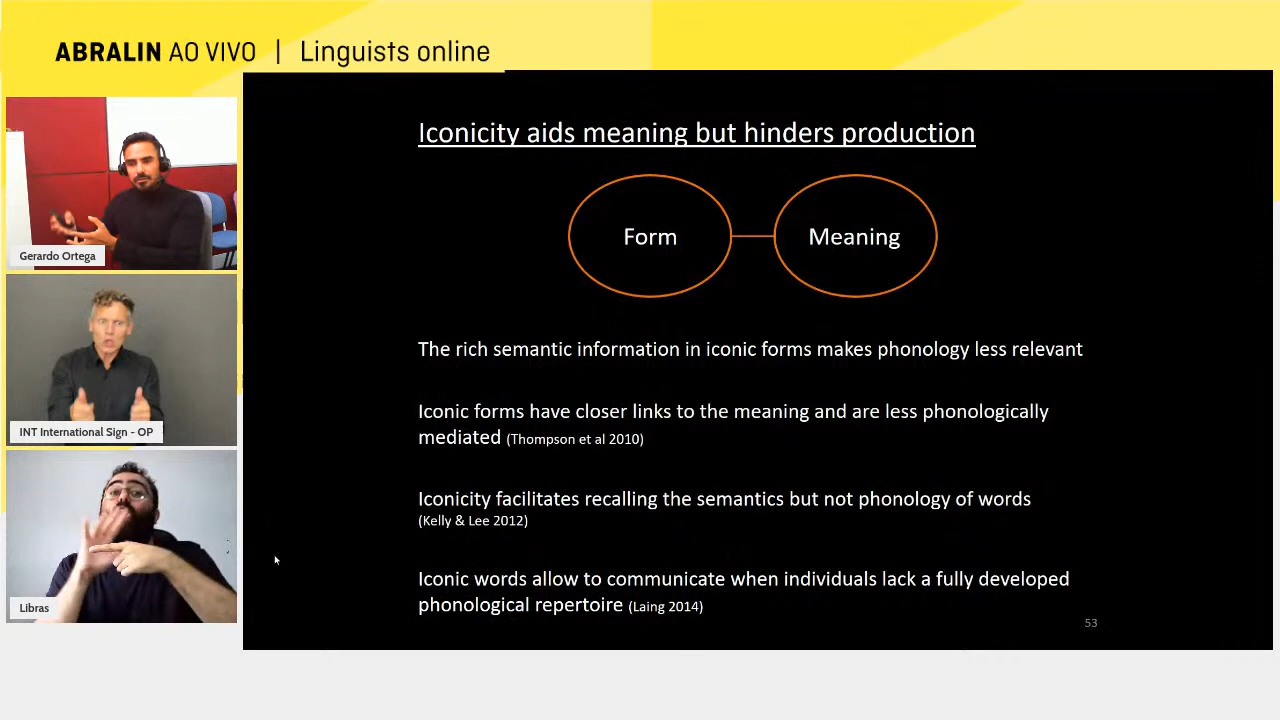 ABRALIN AO VIVO | Linguists online
Gerardo Ortega
INT International Sign - OP
Libras
Iconicity aids meaning but hinders production
Form
Meaning
The rich semantic information in iconic forms makes phonology less relevant
Iconic forms have closer links to the meaning and are less phonologically
mediated (Thompson et al 2010)
Iconicity facilitates recalling the semantics but not phonology of words
(Kelly & Lee 2012)
Iconic words allow to communicate when individuals lack a fully developed
phonological repertoire (Laing 2014)
53